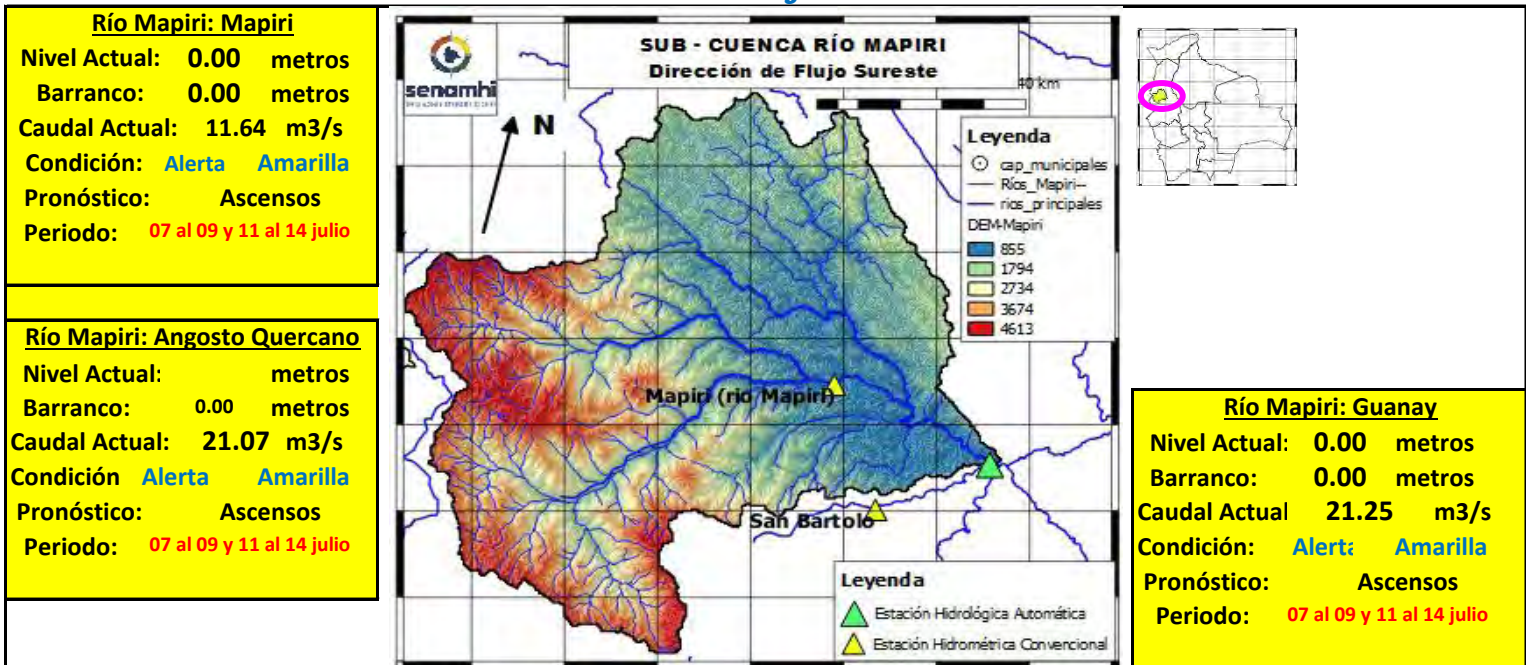 Río Mapiri: Mapiri
Nivel Actual: 0.00 metros
Barranco: 0.00 metros
Caudal Actual: 11.64 m3/s
Condición: Alerta Amarilla
Pronóstico: Ascensos
Periodo: 07 al 09 y 11 al 14 julio
Río Mapiri: Angosto Quercano
Nivel Actual: metros
Barranco: 0.00 metros
Caudal Actual: 21.07 m3/s
Condición Alerta Amarilla
Pronóstico: Ascensos
Periodo: 07 al 09 y 11 al 14 julio
senamhi
SUB - CUENCA RÍO MAPIRI
Dirección de Flujo Sureste
40 km
N
Leyenda
cap_municipales
Ríos_Mapiri--
rios_principales
DEM-Mapiri
855
1794
2734
3674
4613
Mapiri (rio Mapiri)
San Bartolo
Leyenda
Estación Hidrológica Automática
Estación Hidrométrica Convencional
Río Mapiri: Guanay
Nivel Actual: 0.00 metros
Barranco: 0.00 metros
Caudal Actual 21.25 m3/s
Condición: Alerta Amarilla
Pronóstico: Ascensos
Periodo: 07 al 09 y 11 al 14 julio